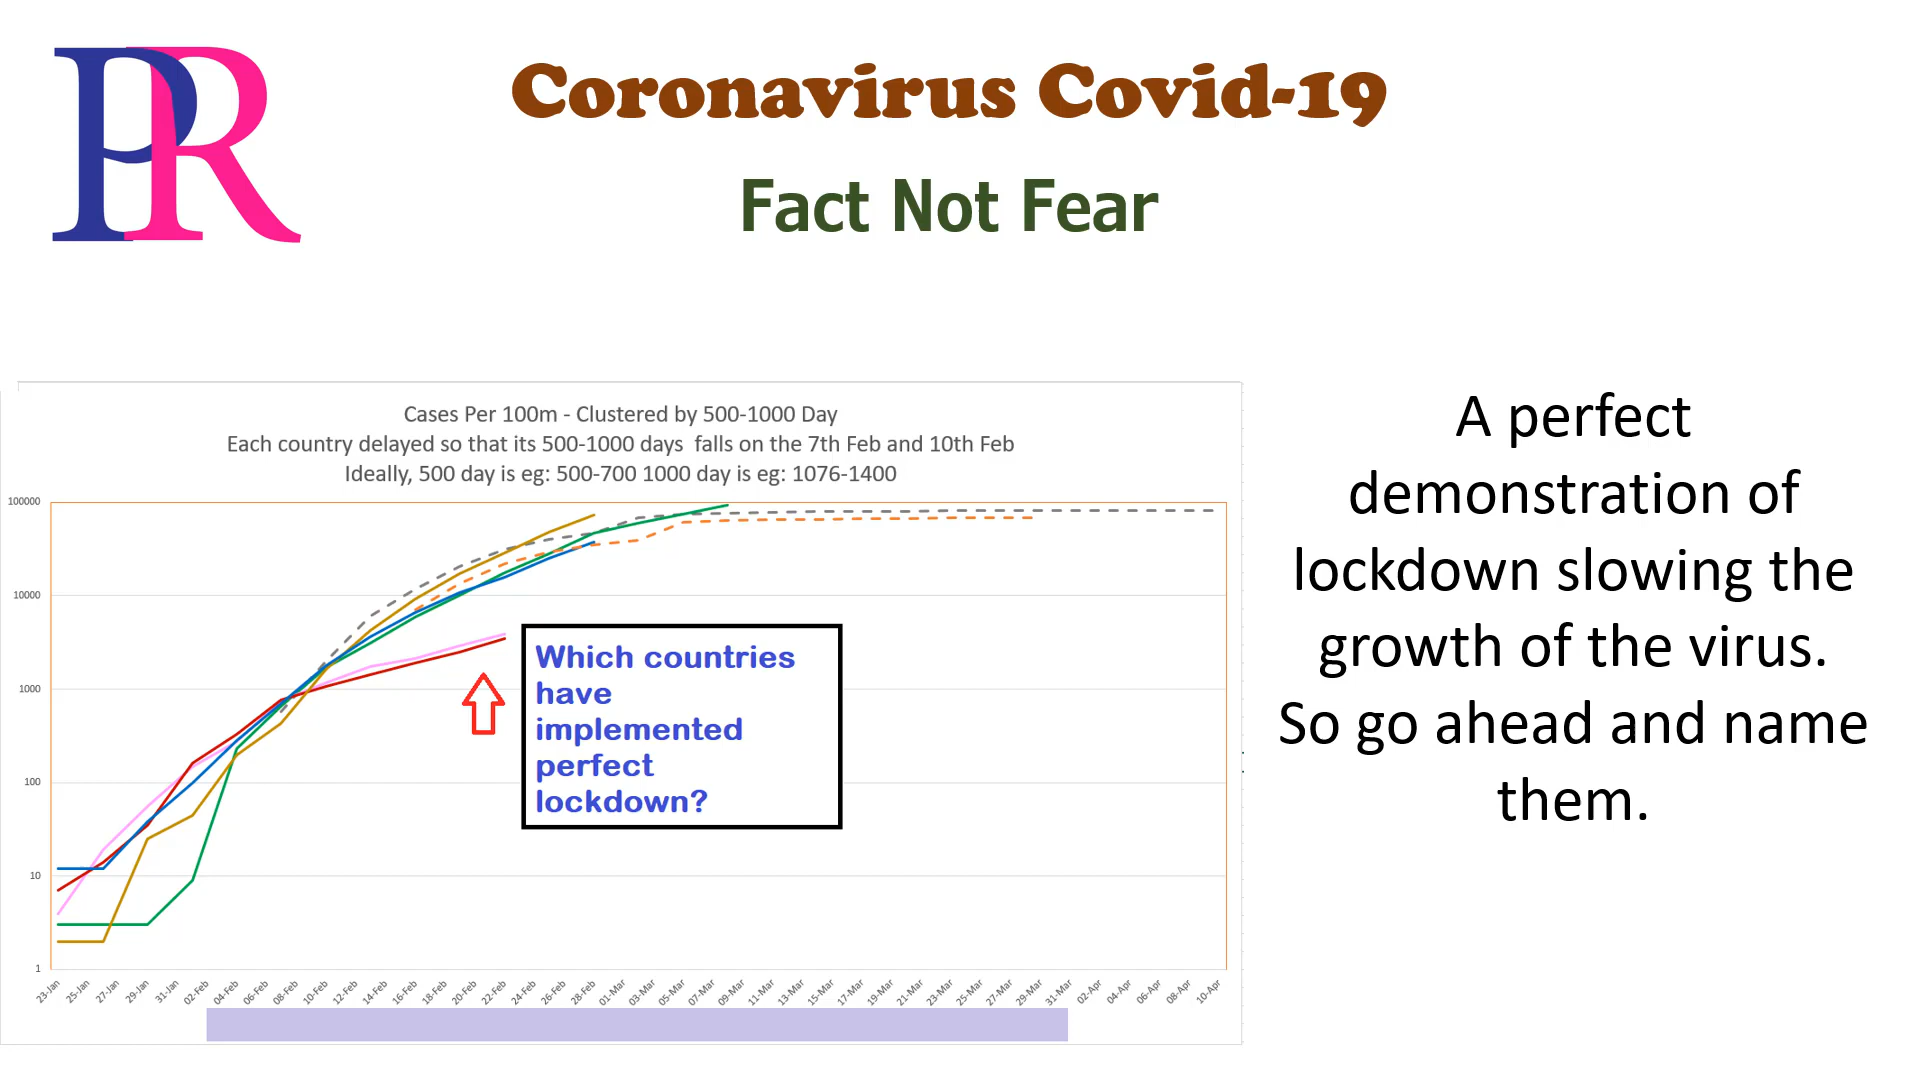 PR
Coronavirus Covid-19
Fact Not Fear
Cases Per 100m - Clustered by 500-1000 Day
Each country delayed so that its 500-1000 days falls on the 7th Feb and 10th Feb
Ideally, 500 day is eg: 500-700 1000 day is eg: 1076-1400
100000
10000
1000
100
10
1
Which countries
have
implemented
perfect
lockdown?
23-Jan 25-Jan 27-Jan 29-Jan 31-Jan 02-Feb 04-Feb 06-Feb 08-Feb 10-Feb 12-Feb 14-Feb 16-Feb 18-Feb 20-Feb 22-Feb 24-Feb 26-Feb 28-Feb 01-Mar 03-Mar 05-Mar 07-Mar 09-Mar 11-Mar 13-Mar 15-Mar 17-Mar 19-Mar 21-Mar 23-Mar 25-Mar 27-Mar 29-Mar 31-Mar 02-Apr 04-Apr 06-Apr 08-Apr 10-Apr
A perfect
demonstration of
lockdown slowing the
growth of the virus.
So go ahead and name
them.